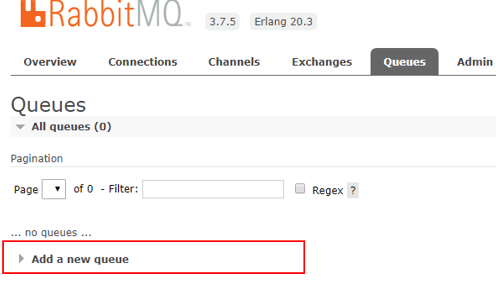 RabbitMQ™ 3.7.5 Erlang 20.3
Overview Connections Channels Exchanges Queues Admin
Queues
All queues (0)
Pagination
Page of 0 - Filter: Regex ?
... no queues ...
Add a new queue